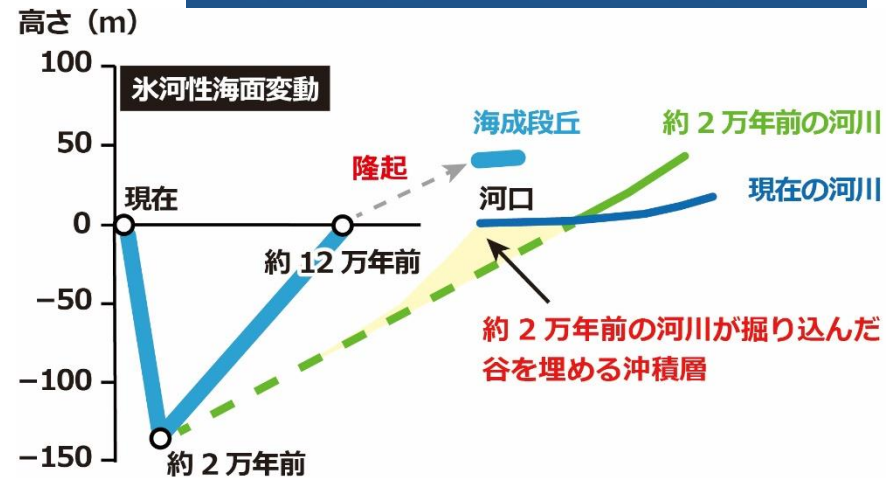 高さ（m）
100
氷河性海面変動
50
海成段丘
約 2 万年前の河川
隆起
現在
河口
現在の河川
0
約 12 万年前
−50
約 2 万年前の河川が掘り込んだ
谷を埋める沖積層
−100
−150
約 2 万年前